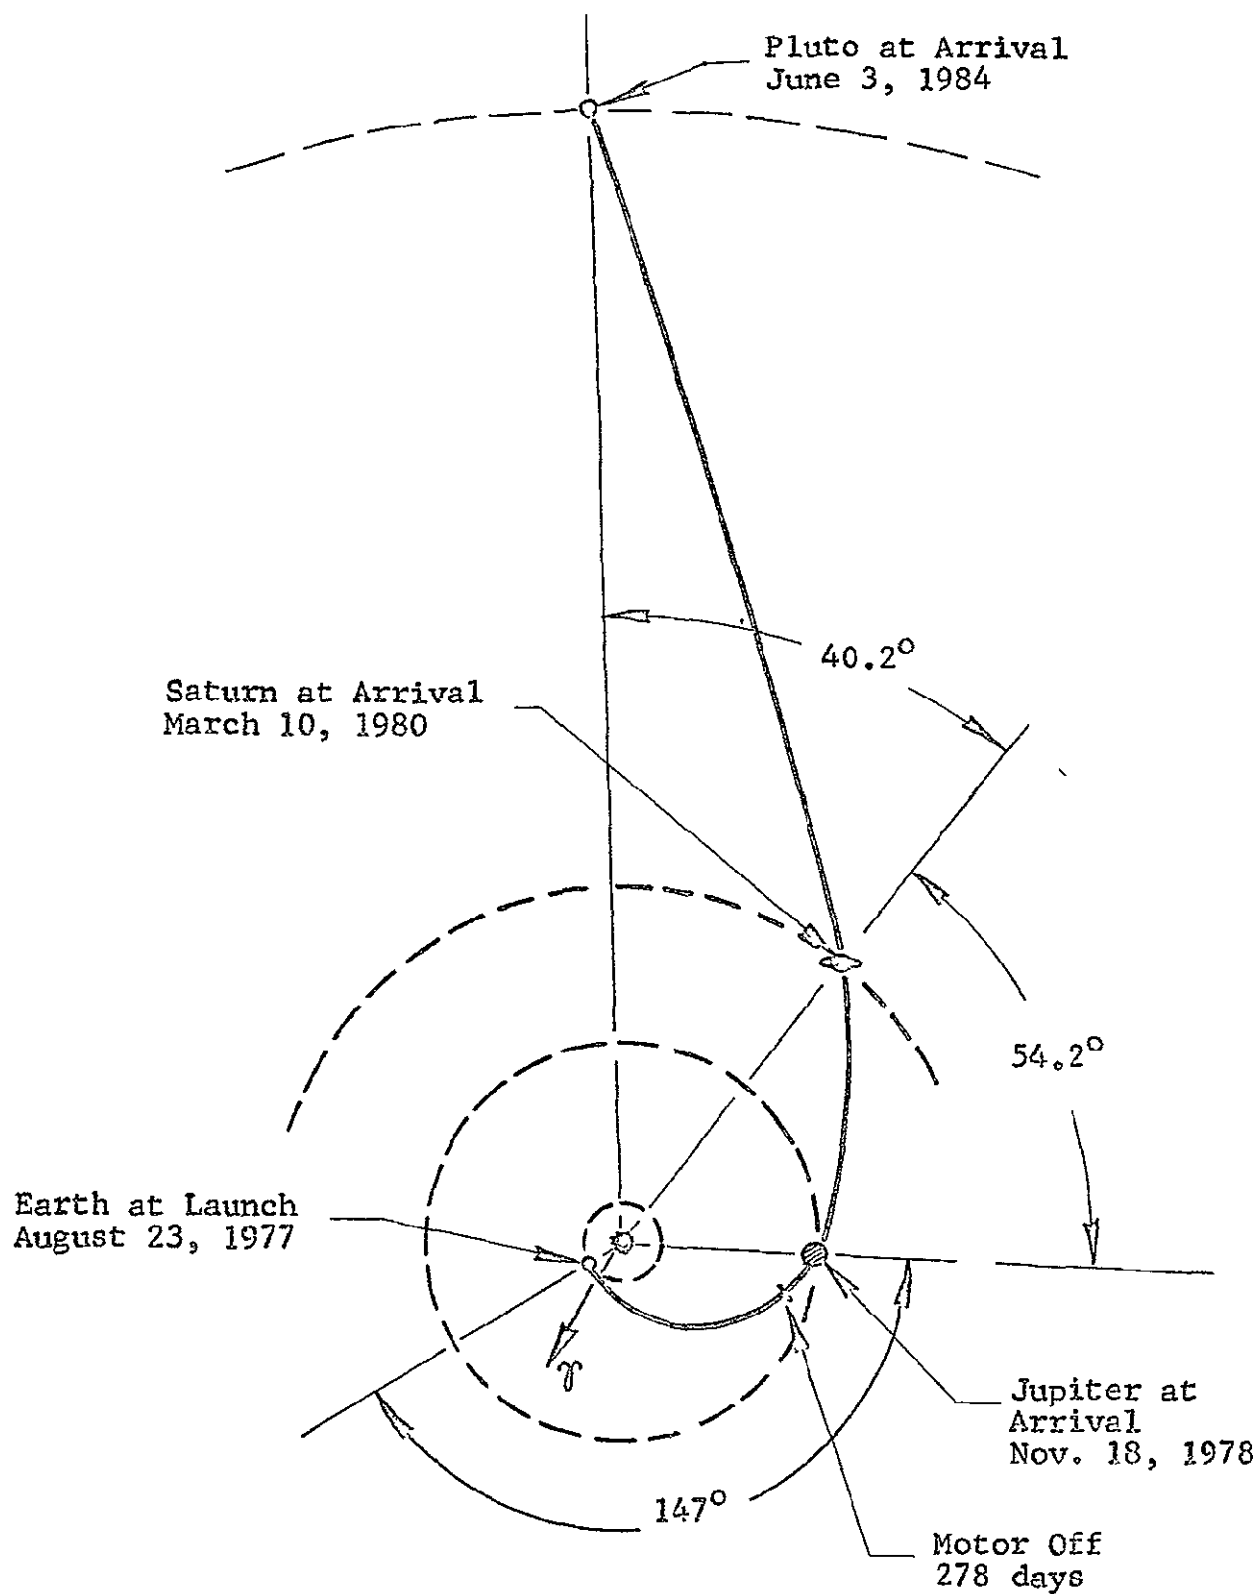 Pluto at Arrival
June 3, 1984
40.2°
Saturn at Arrival
March 10, 1980
54.2°
Earth at Launch
August 23, 1977
♈
Jupiter at
Arrival
Nov. 18, 1978
147°
Motor Off
278 days